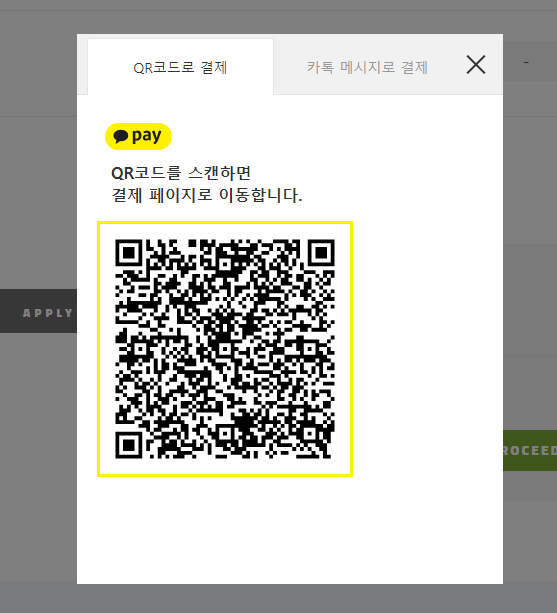 QR코드로 결제
카톡 메시지로 결제
-
pay
QR코드를 스캔하면
결제 페이지로 이동합니다.
APPLY
ROCEED